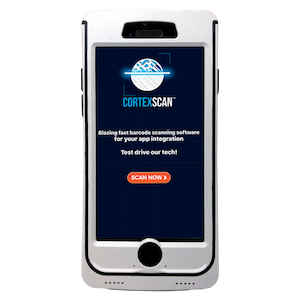 CORTEXSCAN™
Blazing fast barcode scanning software
for your app integration
Test drive our tech!
SCAN NOW ❯